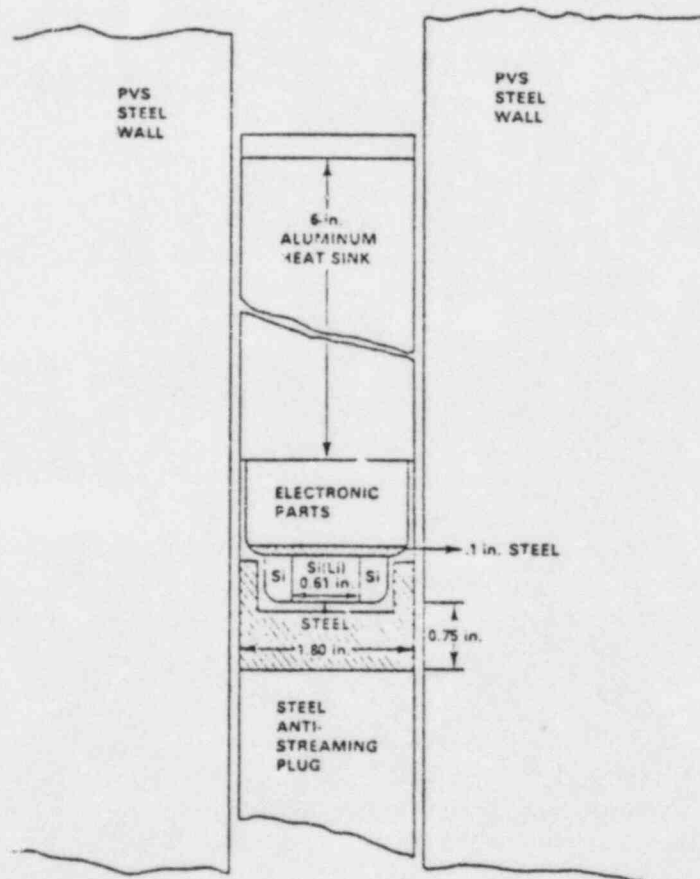 PVS
STEEL
WALL
PVS
STEEL
WALL
6-in.
ALUMINUM
HEAT SINK
ELECTRONIC
PARTS
.1 in. STEEL
Si
Si(Li)
0.61 in.
Si
STEEL
0.75 in.
1.80 in.
STEEL
ANTI-
STREAMING
PLUG